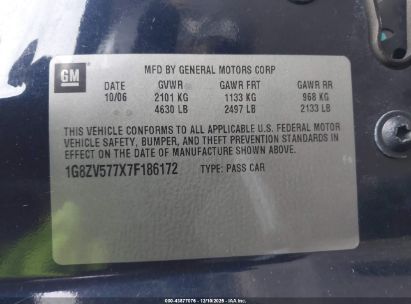 GM
MFD BY GENERAL MOTORS CORP
DATE GVWR GAWR FRT GAWR RR
10/06 2101 KG 1133 KG 968 KG
4630 LB 2497 LB 2133 LB
THIS VEHICLE CONFORMS TO ALL APPLICABLE U.S. FEDERAL MOTOR
VEHICLE SAFETY, BUMPER, AND THEFT PREVENTION STANDARDS
IN EFFECT ON THE DATE OF MANUFACTURE SHOWN ABOVE.
1G8ZV577X7F186172 TYPE: PASS CAR